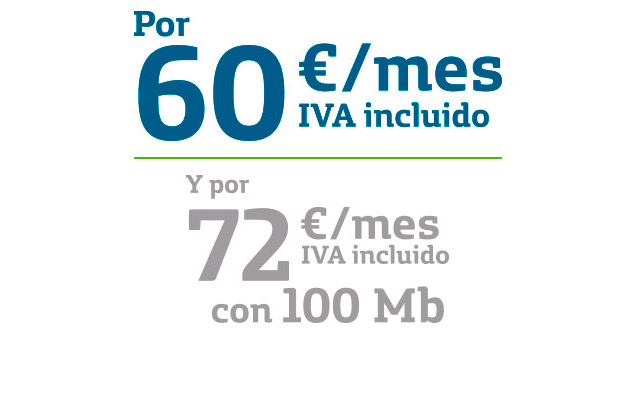 Por
60 €/mes
IVA incluido
Y por
72 €/mes
IVA incluido
con 100 Mb